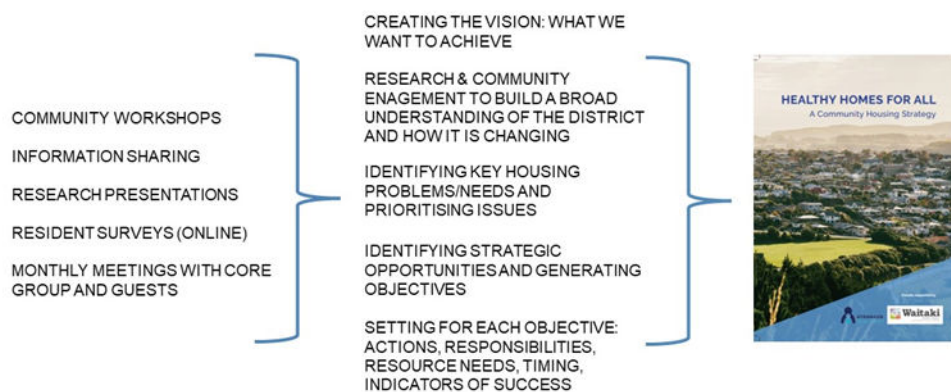 COMMUNITY WORKSHOPS
INFORMATION SHARING
RESEARCH PRESENTATIONS
RESIDENT SURVEYS (ONLINE)
MONTHLY MEETINGS WITH CORE
GROUP AND GUESTS
CREATING THE VISION: WHAT WE
WANT TO ACHIEVE
RESEARCH & COMMUNITY
ENAGEMENT TO BUILD A BROAD
UNDERSTANDING OF THE DISTRICT
AND HOW IT IS CHANGING
IDENTIFYING KEY HOUSING
PROBLEMS/NEEDS AND
PRIORITISING ISSUES
IDENTIFYING STRATEGIC
OPPORTUNITIES AND GENERATING
OBJECTIVES
SETTING FOR EACH OBJECTIVE:
ACTIONS, RESPONSIBILITIES,
RESOURCE NEEDS, TIMING,
INDICATORS OF SUCCESS
HEALTHY HOMES FOR ALL
A Community Housing Strategy
Waitaki